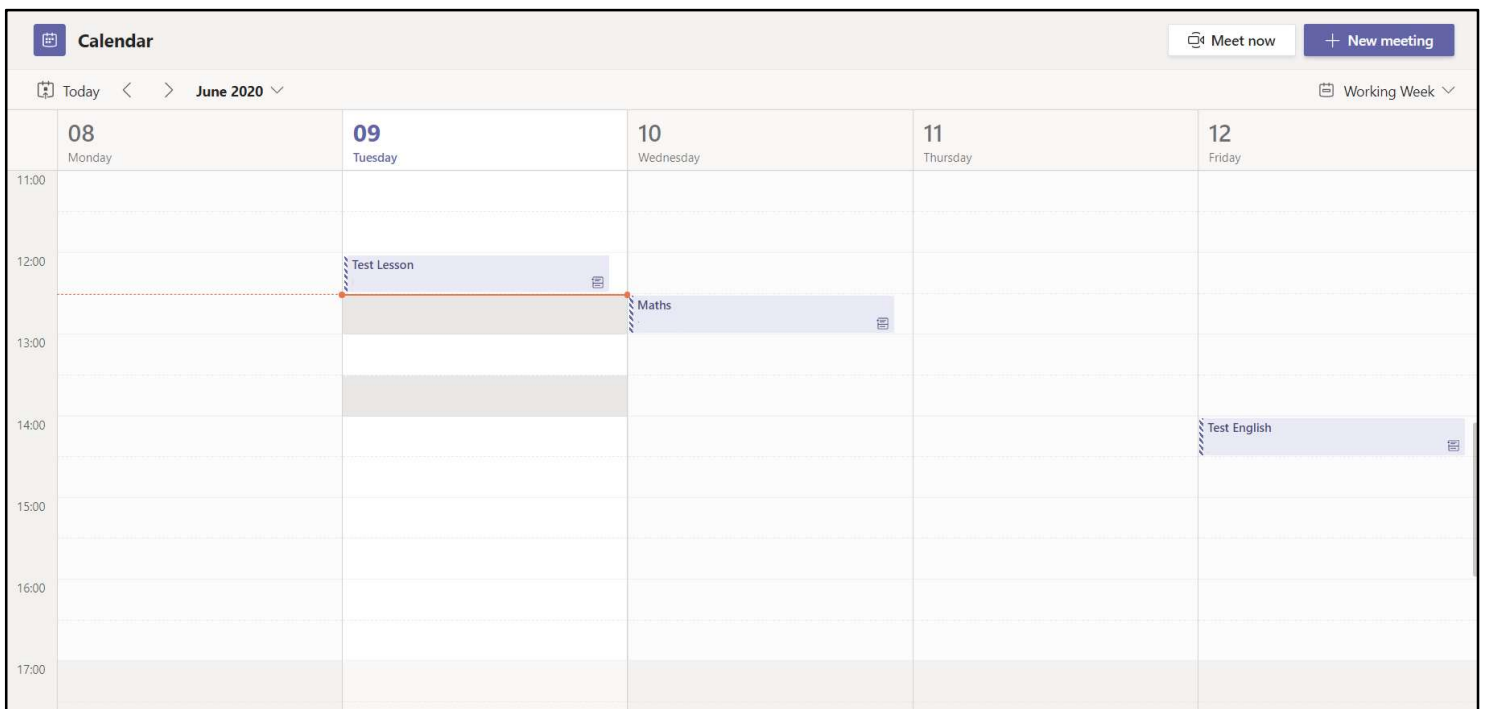 Calendar
Meet now
New meeting
Today
June 2020
Working Week
08
09
10
11
12
Monday
Tuesday
Wednesday
Thursday
Friday
11:00
12:00
Test Lesson
Maths
13:00
14:00
Test English
15:00
16:00
17:00